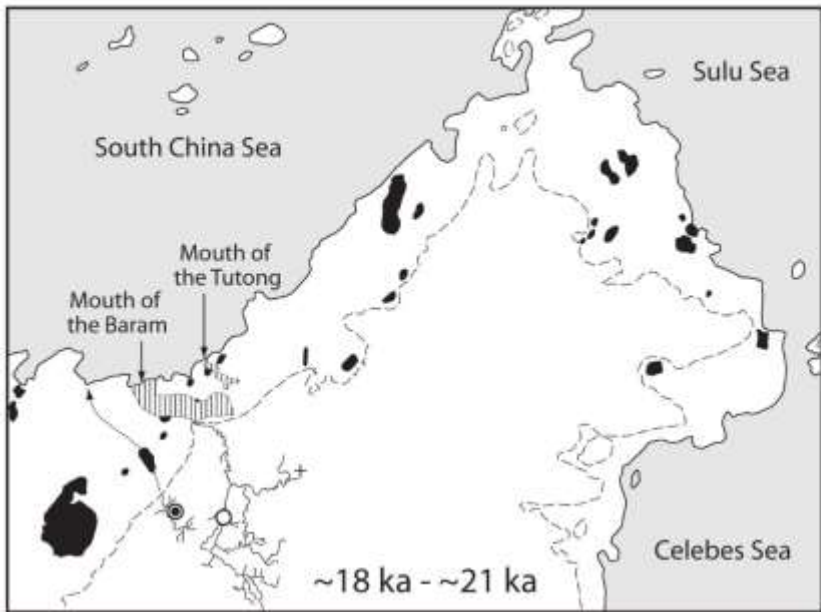 Sulu Sea
South China Sea
Mouth of
the Tutong
Mouth of
the Baram
Celebes Sea
~18 ka - ~21 ka